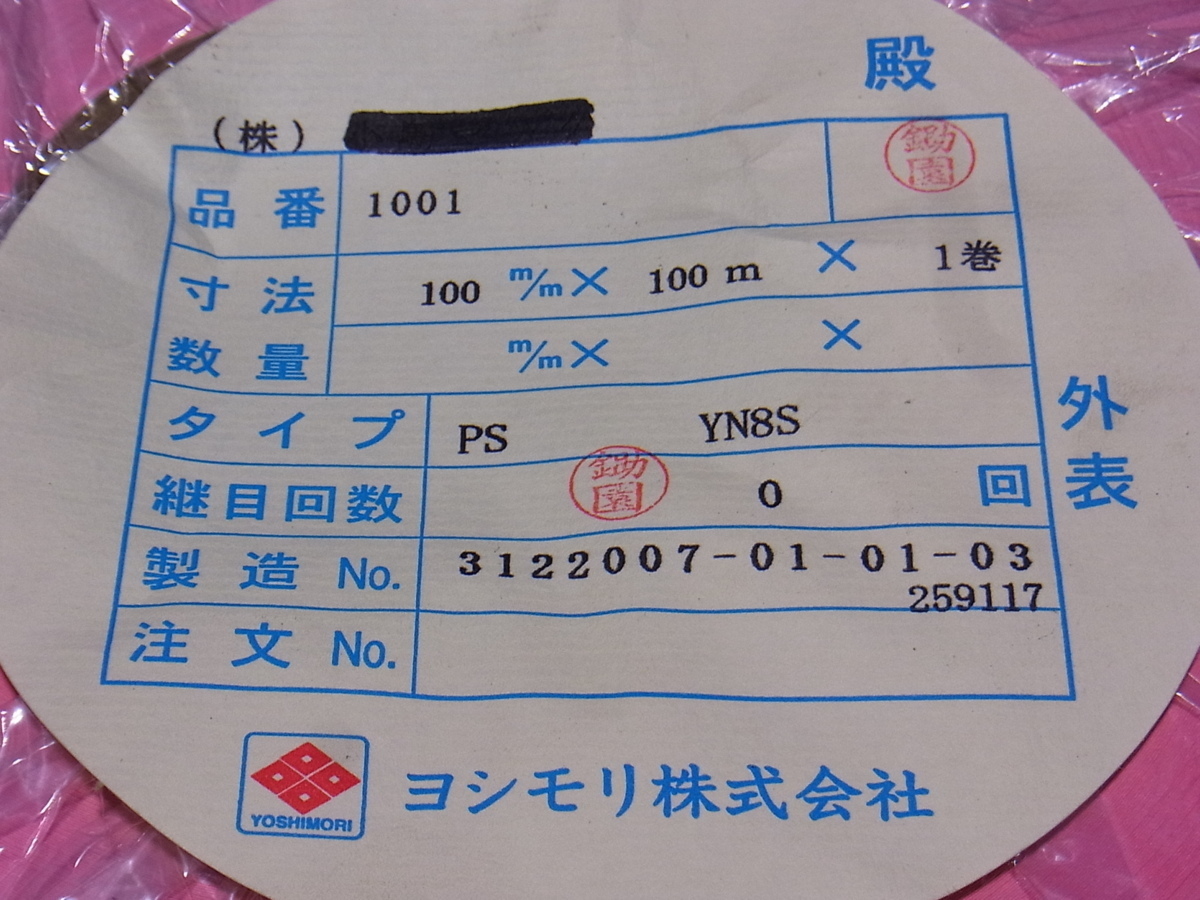 殿
(株)
品番 1001
寸法 100 m/m × 100 m × 1巻
数量 m/m × ×
タイプ PS YN8S
継目回数 0 回
製造 No. 3122007-01-01-03
259117
注文 No.
外表
YOSHIMORI
ヨシモリ株式会社